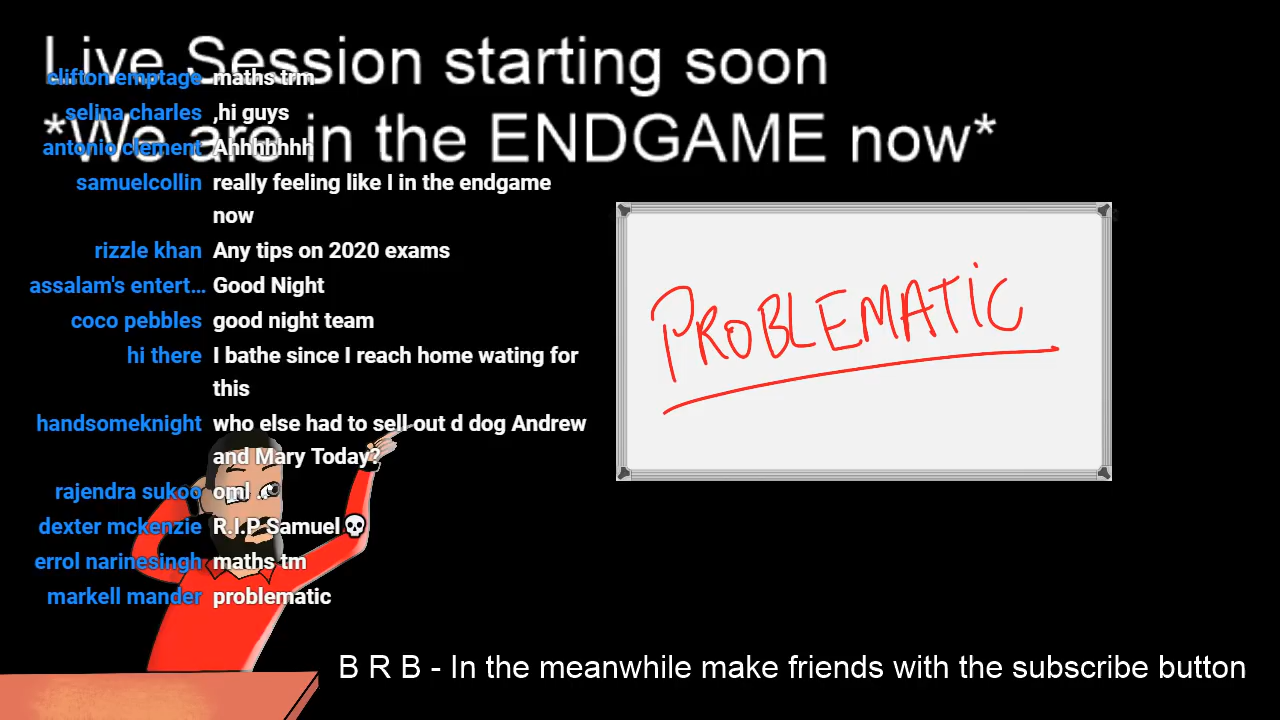 Live Session starting soon
*We are in the ENDGAME now*
clifton emptage maths trm
selina charles ,hi guys
antonio clement Ahhhhhhh
samuelcollin really feeling like I in the endgame
now
rizzle khan Any tips on 2020 exams
assalam's entert... Good Night
coco pebbles good night team
hi there I bathe since I reach home wating for
this
handsomeknight who else had to sell out d dog Andrew
and Mary Today?
rajendra sukoo oml ..
dexter mckenzie R.I.P Samuel💀
errol narinesingh maths tm
markell mander problematic
PROBLEMATIC
B R B - In the meanwhile make friends with the subscribe button